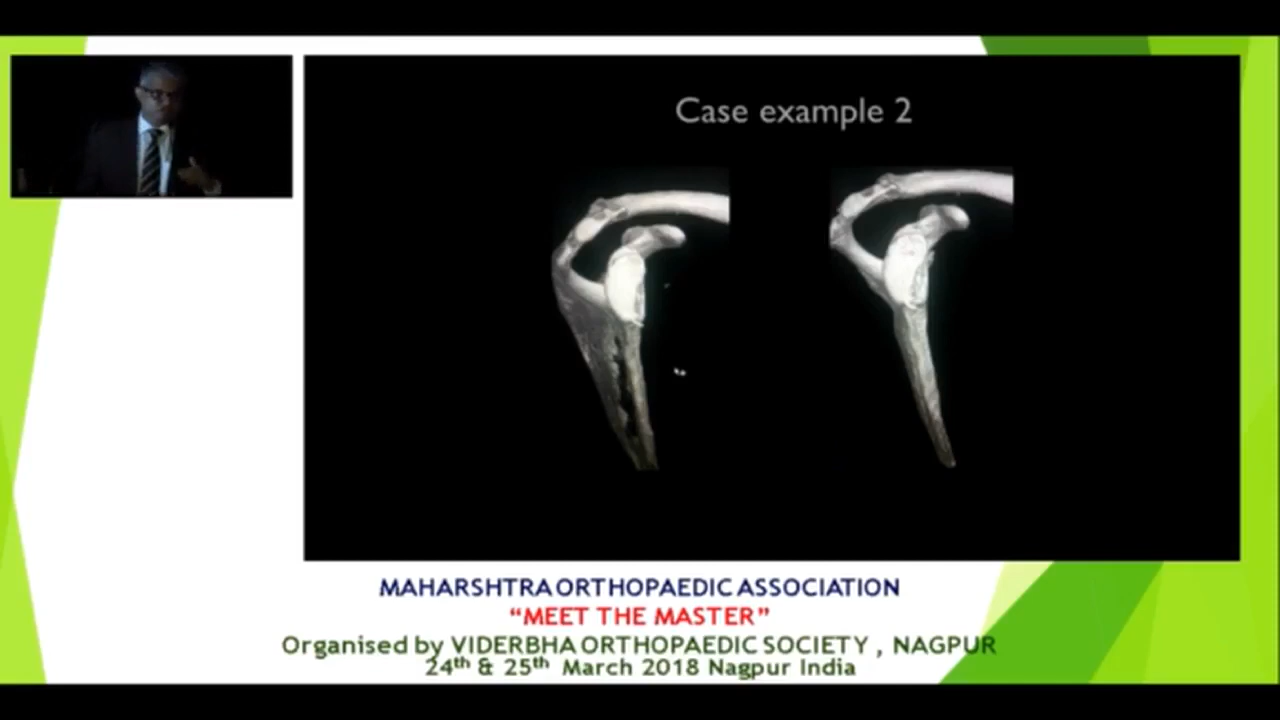 Case example 2
MAHARSHTRA ORTHOPAEDIC ASSOCIATION
“MEET THE MASTER”
Organised by VIDERBHA ORTHOPAEDIC SOCIETY , NAGPUR
24th & 25th March 2018 Nagpur India